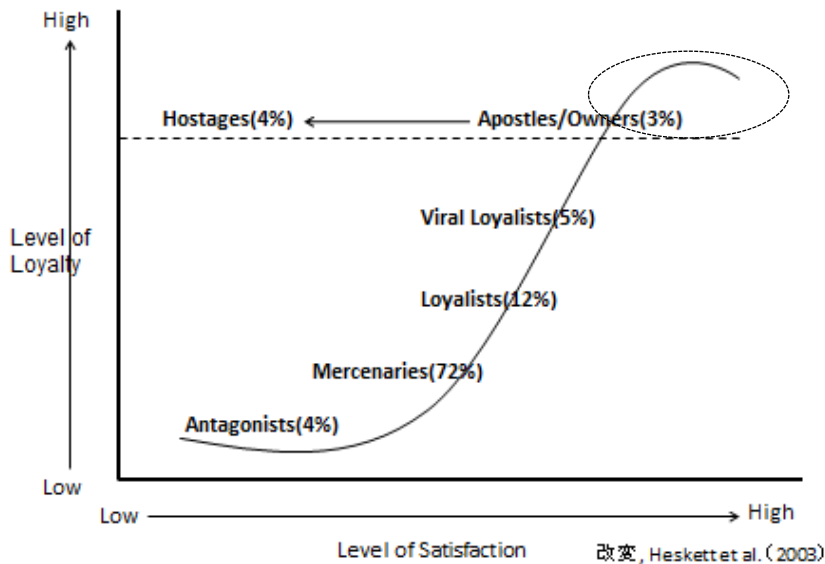 High
Hostages(4%)
Apostles/Owners(3%)
Viral Loyalists(5%)
Level of
Loyalty
Loyalists(12%)
Mercenaries(72%)
Antagonists(4%)
Low
Low
High
Level of Satisfaction
改変, Heskett et al.（2003）